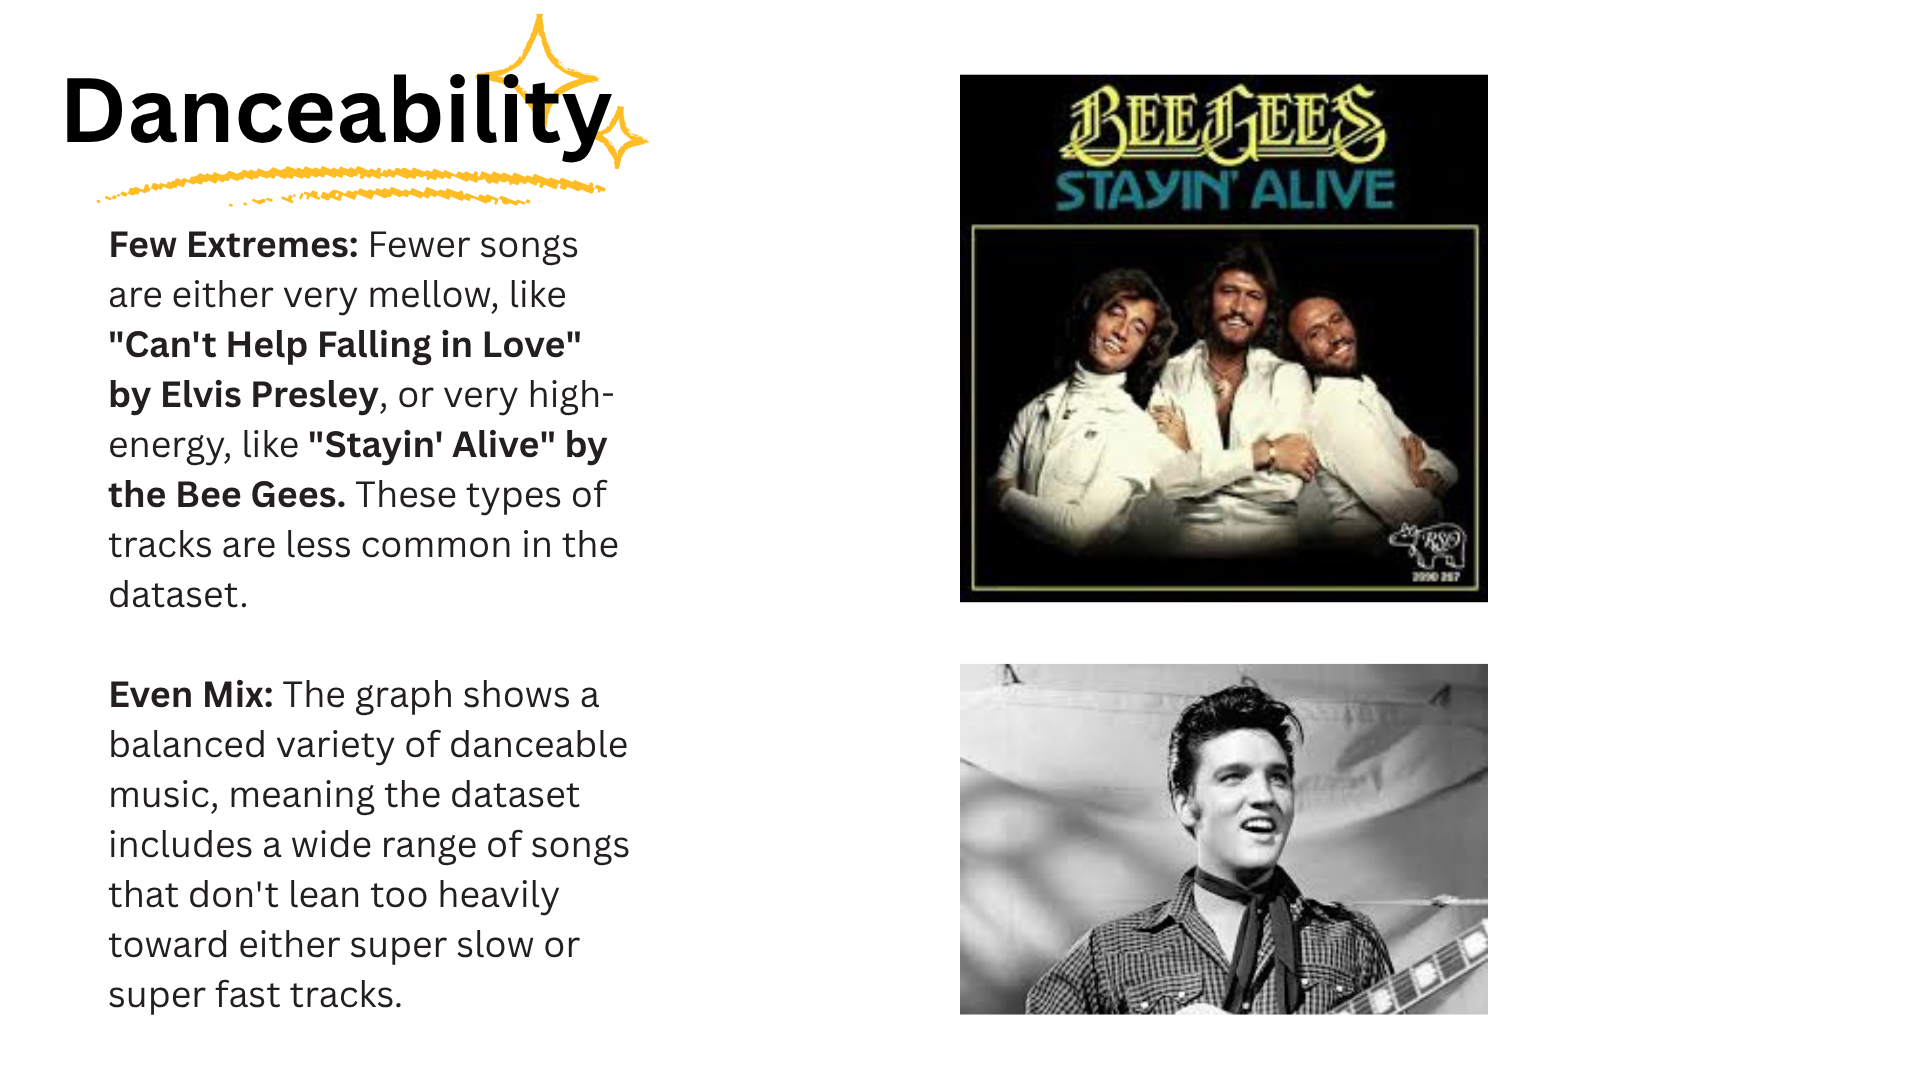 Danceability
Few Extremes: Fewer songs
are either very mellow, like
"Can't Help Falling in Love"
by Elvis Presley, or very high-
energy, like "Stayin' Alive" by
the Bee Gees. These types of
tracks are less common in the
dataset.
Even Mix: The graph shows a
balanced variety of danceable
music, meaning the dataset
includes a wide range of songs
that don't lean too heavily
toward either super slow or
super fast tracks.
BEE GEES
STAYIN' ALIVE
RSO
2090 267